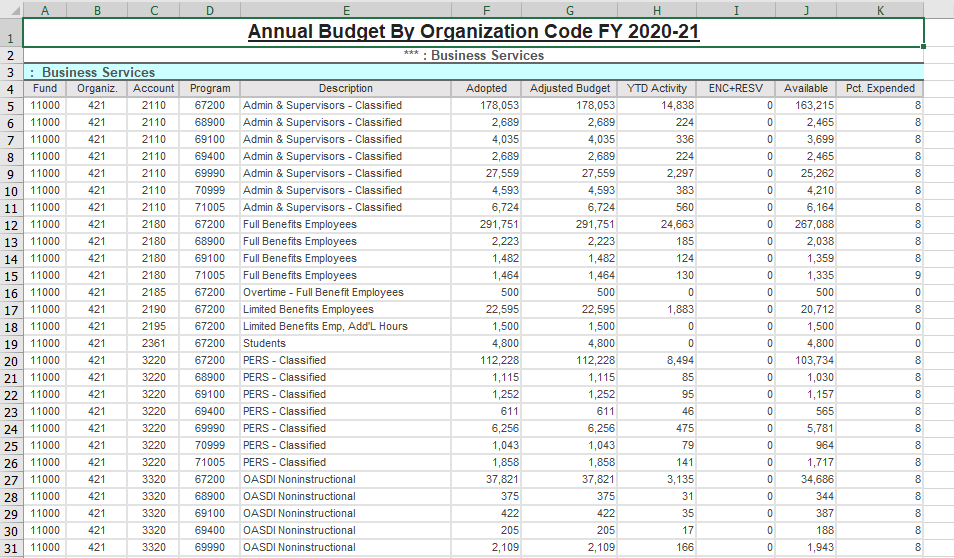 A B C D E F G H I J K
1 Annual Budget By Organization Code FY 2020-21
2 *** : Business Services
3 : Business Services
4 Fund Organiz. Account Program Description Adopted Adjusted Budget YTD Activity ENC+RESV Available Pct. Expended
5 11000 421 2110 67200 Admin & Supervisors - Classified 178,053 178,053 14,838 0 163,215 8
6 11000 421 2110 68900 Admin & Supervisors - Classified 2,689 2,689 224 0 2,465 8
7 11000 421 2110 69100 Admin & Supervisors - Classified 4,035 4,035 336 0 3,699 8
8 11000 421 2110 69400 Admin & Supervisors - Classified 2,689 2,689 224 0 2,465 8
9 11000 421 2110 69990 Admin & Supervisors - Classified 27,559 27,559 2,297 0 25,262 8
10 11000 421 2110 70999 Admin & Supervisors - Classified 4,593 4,593 383 0 4,210 8
11 11000 421 2110 71005 Admin & Supervisors - Classified 6,724 6,724 560 0 6,164 8
12 11000 421 2180 67200 Full Benefits Employees 291,751 291,751 24,663 0 267,088 8
13 11000 421 2180 68900 Full Benefits Employees 2,223 2,223 185 0 2,038 8
14 11000 421 2180 69100 Full Benefits Employees 1,482 1,482 124 0 1,359 8
15 11000 421 2180 71005 Full Benefits Employees 1,464 1,464 130 0 1,335 9
16 11000 421 2185 67200 Overtime - Full Benefit Employees 500 500 0 0 500 0
17 11000 421 2190 67200 Limited Benefits Employees 22,595 22,595 1,883 0 20,712 8
18 11000 421 2195 67200 Limited Benefits Emp, Add'L Hours 1,500 1,500 0 0 1,500 0
19 11000 421 2361 67200 Students 4,800 4,800 0 0 4,800 0
20 11000 421 3220 67200 PERS - Classified 112,228 112,228 8,494 0 103,734 8
21 11000 421 3220 68900 PERS - Classified 1,115 1,115 85 0 1,030 8
22 11000 421 3220 69100 PERS - Classified 1,252 1,252 95 0 1,157 8
23 11000 421 3220 69400 PERS - Classified 611 611 46 0 565 8
24 11000 421 3220 69990 PERS - Classified 6,256 6,256 475 0 5,781 8
25 11000 421 3220 70999 PERS - Classified 1,043 1,043 79 0 964 8
26 11000 421 3220 71005 PERS - Classified 1,858 1,858 141 0 1,717 8
27 11000 421 3320 67200 OASDI Noninstructional 37,821 37,821 3,135 0 34,686 8
28 11000 421 3320 68900 OASDI Noninstructional 375 375 31 0 344 8
29 11000 421 3320 69100 OASDI Noninstructional 422 422 35 0 387 8
30 11000 421 3320 69400 OASDI Noninstructional 205 205 17 0 188 8
31 11000 421 3320 69990 OASDI Noninstructional 2,109 2,109 166 0 1,943 8